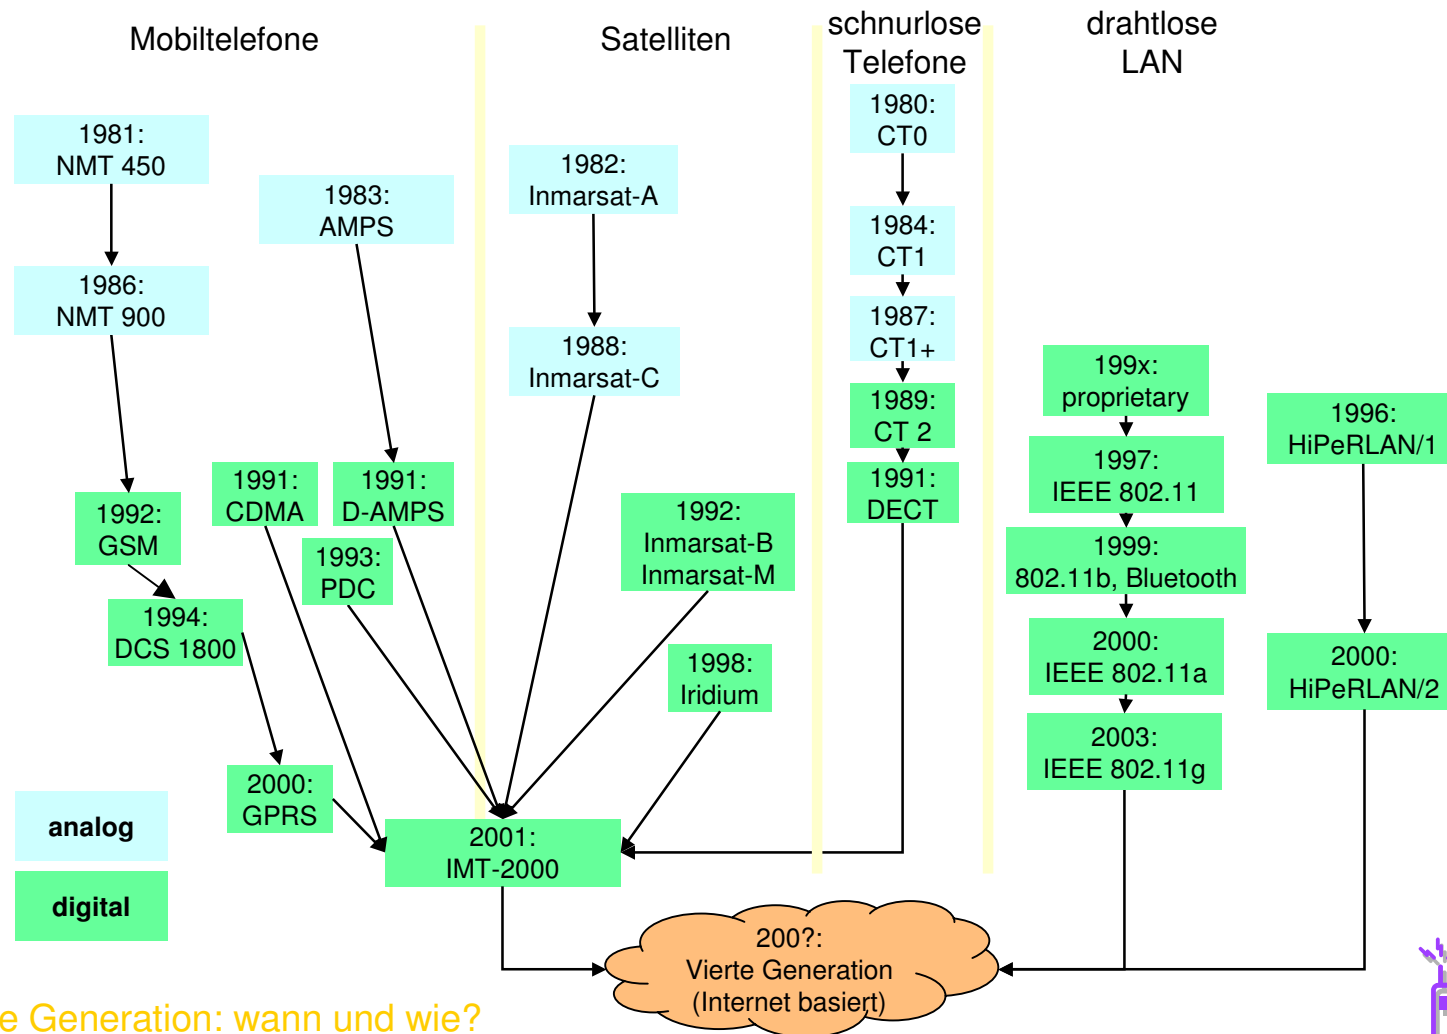 Mobiltelefone
Satelliten
schnurlose
Telefone
drahtlose
LAN
1981:
NMT 450
1986:
NMT 900
1992:
GSM
1994:
DCS 1800
2000:
GPRS
1983:
AMPS
1991:
CDMA
1991:
D-AMPS
1993:
PDC
1982:
Inmarsat-A
1988:
Inmarsat-C
1992:
Inmarsat-B
Inmarsat-M
1998:
Iridium
1980:
CT0
1984:
CT1
1987:
CT1+
1989:
CT 2
1991:
DECT
199x:
proprietary
1997:
IEEE 802.11
1999:
802.11b, Bluetooth
2000:
IEEE 802.11a
2003:
IEEE 802.11g
1996:
HiPeRLAN/1
2000:
HiPeRLAN/2
2001:
IMT-2000
200?:
Vierte Generation
(Internet basiert)
analog
digital
e Generation: wann und wie?